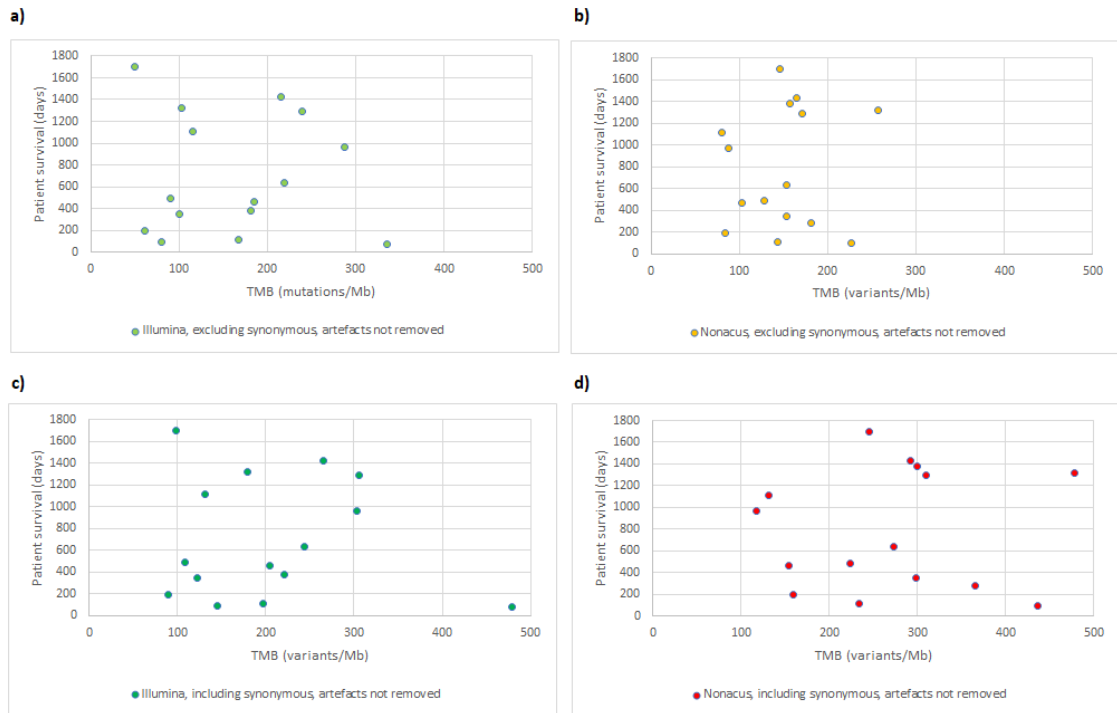 a)
1800
1600
1400
1200
1000
800
600
400
200
0
Patient survival (days)
0 100 200 300 400 500
TMB (mutations/Mb)
Illumina, excluding synonymous, artefacts not removed
b)
1800
1600
1400
1200
1000
800
600
400
200
0
Patient survival (days)
0 100 200 300 400 500
TMB (variants/Mb)
Nonacus, excluding synonymous, artefacts not removed
c)
1800
1600
1400
1200
1000
800
600
400
200
0
Patient survival (days)
0 100 200 300 400 500
TMB (variants/Mb)
Illumina, including synonymous, artefacts not removed
d)
1800
1600
1400
1200
1000
800
600
400
200
0
Patient survival (days)
0 100 200 300 400 500
TMB (variants/Mb)
Nonacus, including synonymous, artefacts not removed